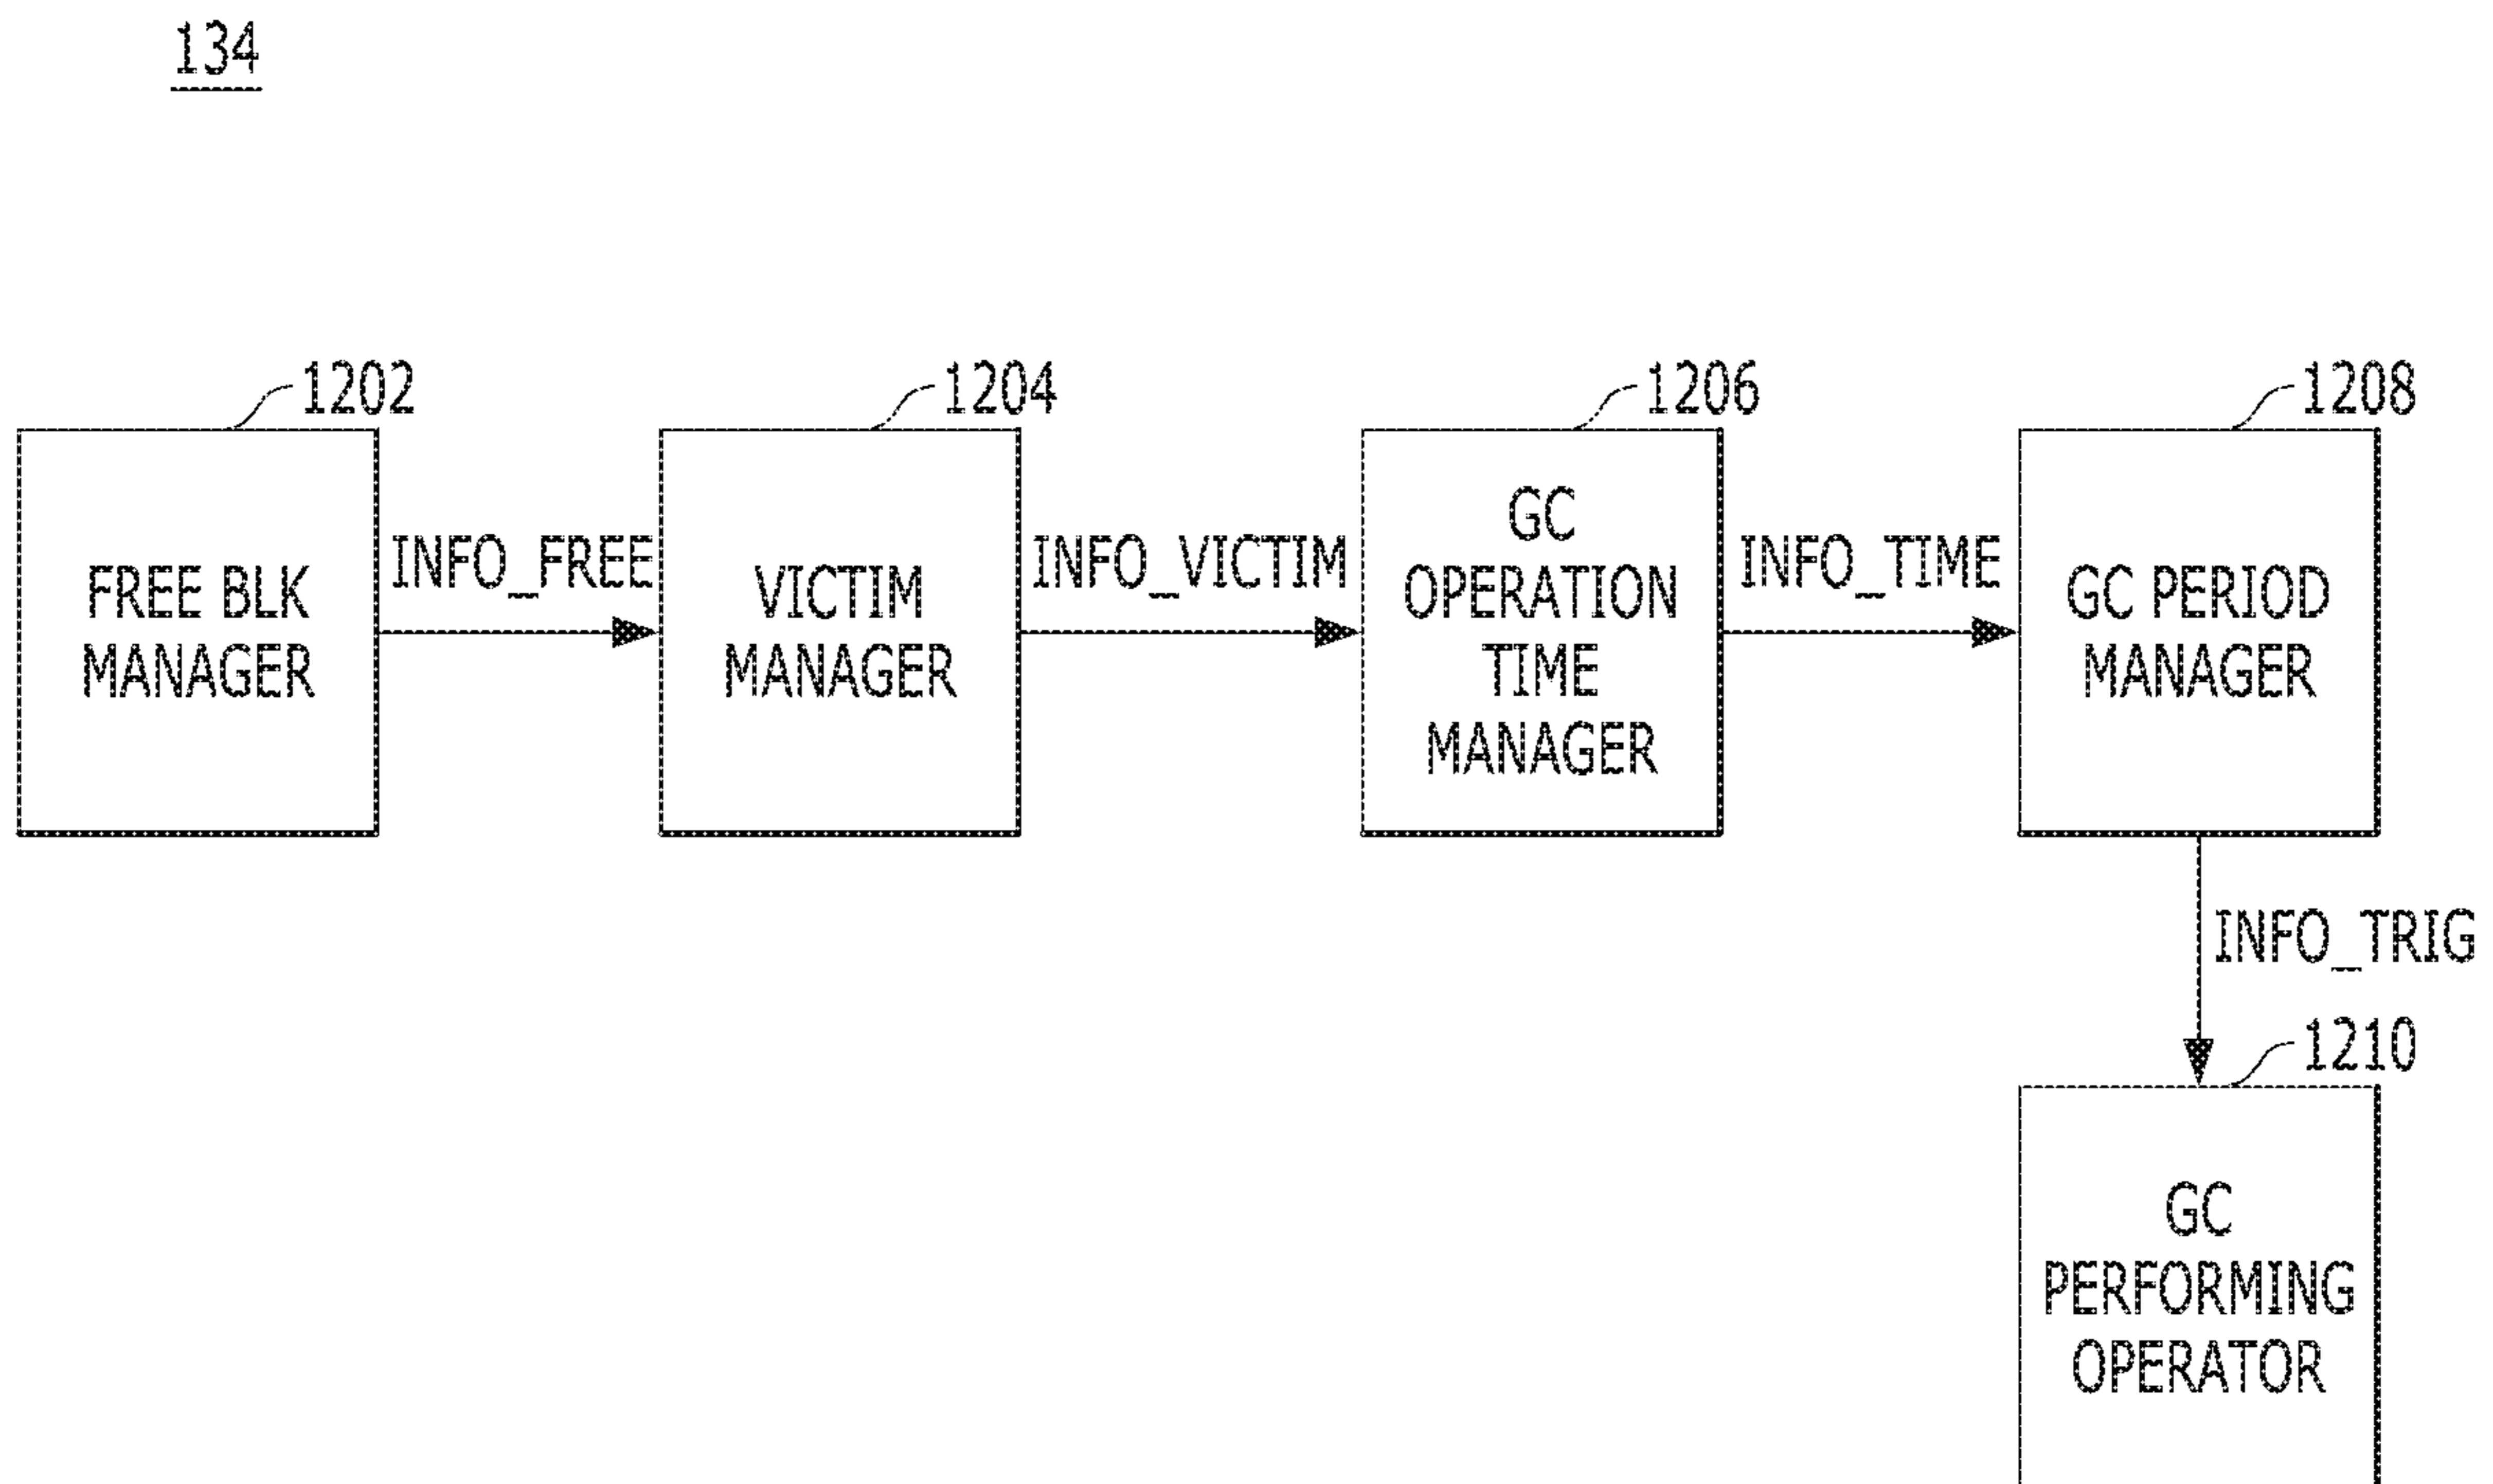 134
1202
1204
1206
1208
FREE BLK
MANAGER
INFO_FREE
VICTIM
MANAGER
INFO_VICTIM
GC
OPERATION
TIME
MANAGER
INFO_TIME
GC PERIOD
MANAGER
INFO_TRIG
1210
GC
PERFORMING
OPERATOR